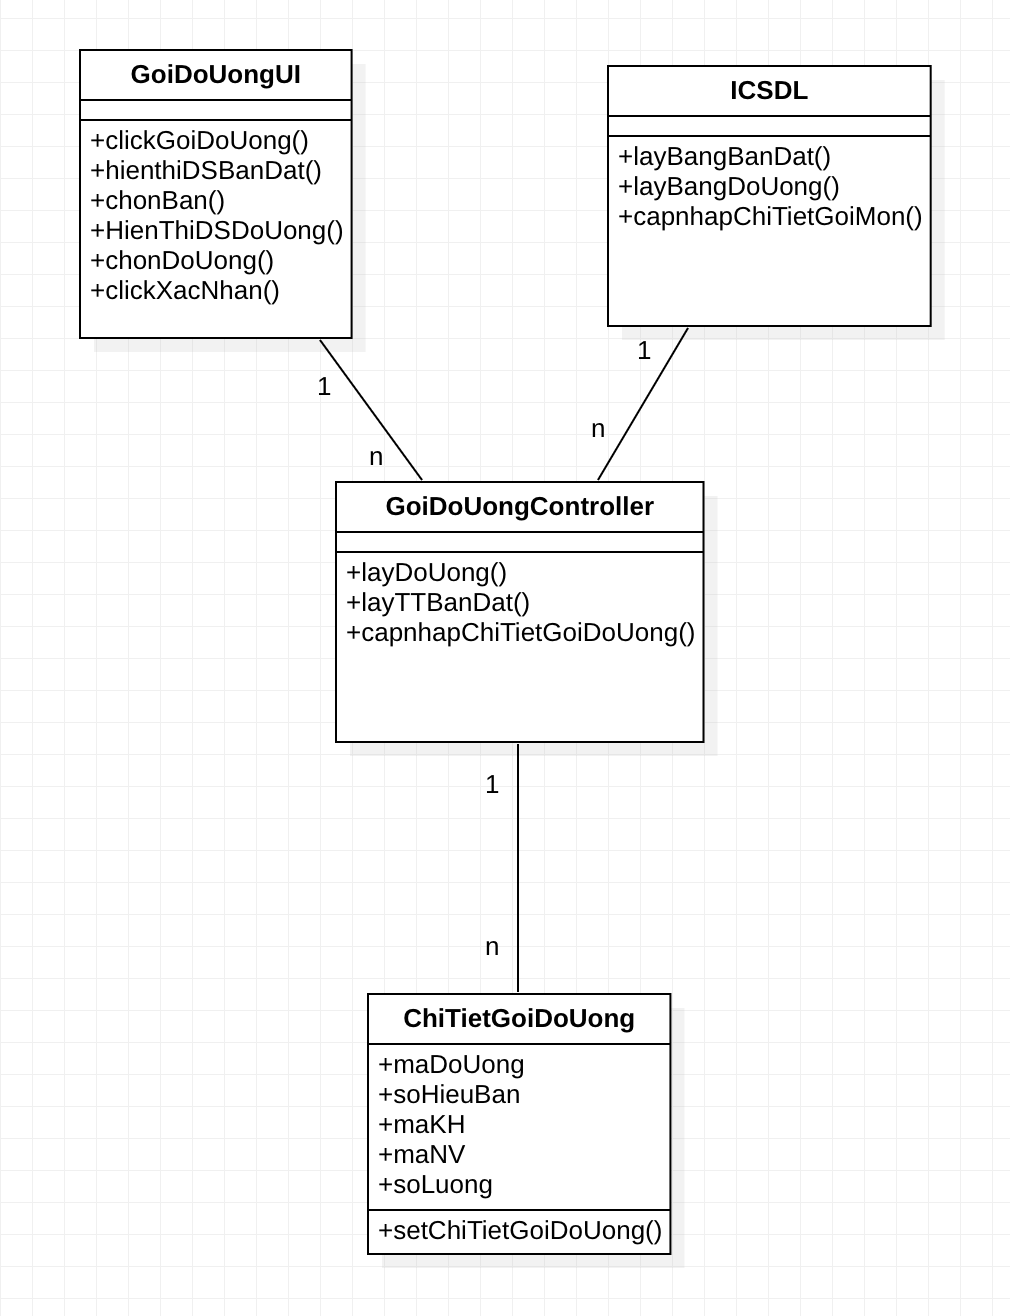 GoiDoUongUI
+clickGoiDoUong()
+hienthiDSBanDat()
+chonBan()
+HienThiDSDoUong()
+chonDoUong()
+clickXacNhan()
ICSDL
+layBangBanDat()
+layBangDoUong()
+capnhapChiTietGoiMon()
1
n
1
n
GoiDoUongController
+layDoUong()
+layTTBanDat()
+capnhapChiTietGoiDoUong()
1
n
ChiTietGoiDoUong
+maDoUong
+soHieuBan
+maKH
+maNV
+soLuong
+setChiTietGoiDoUong()